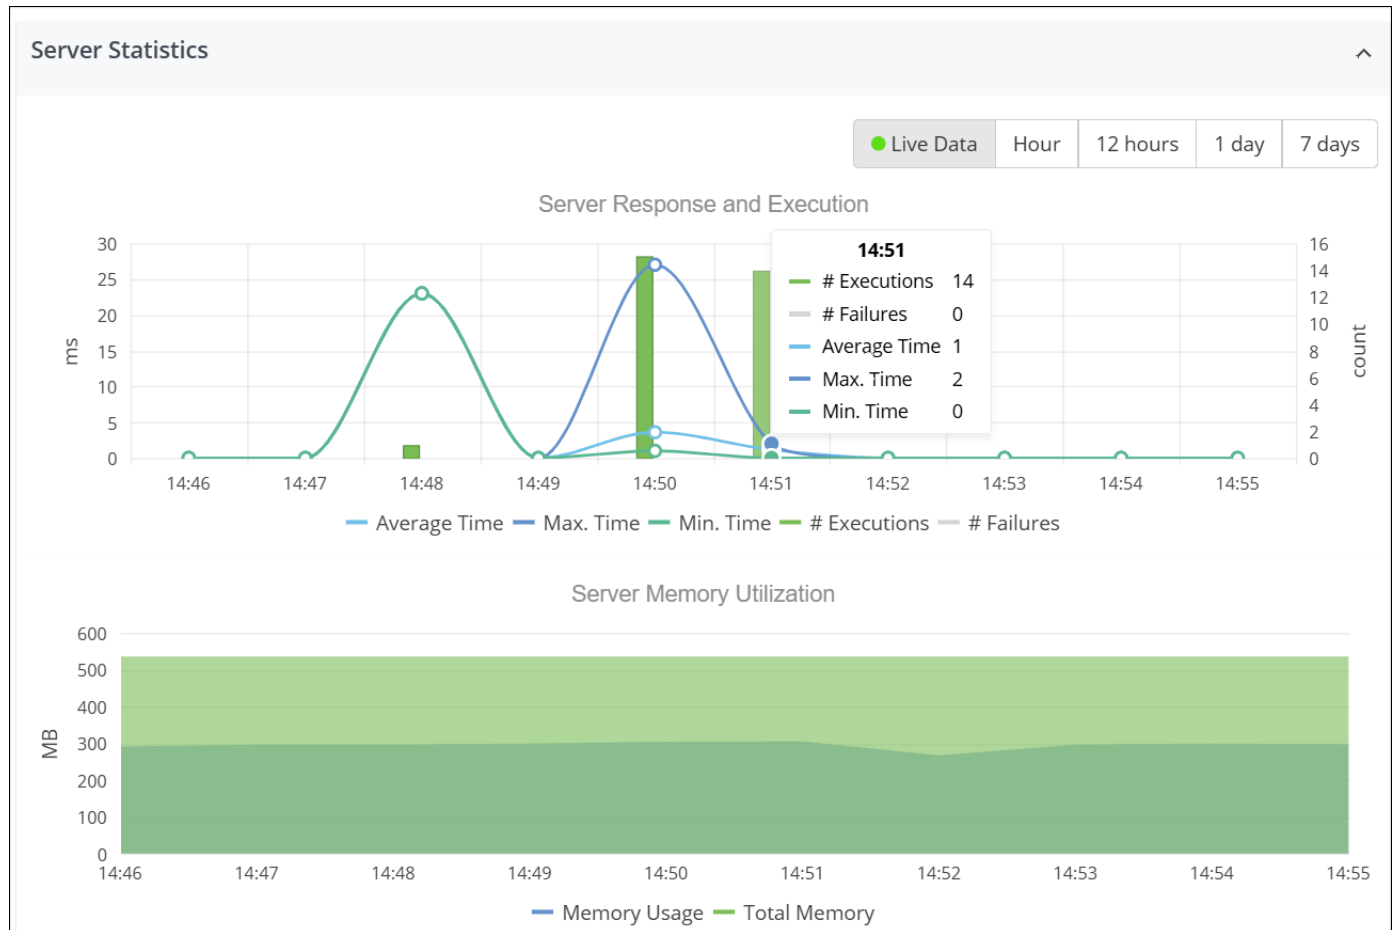 Server Statistics
Live Data Hour 12 hours 1 day 7 days
Server Response and Execution
30
25
20
15
10
5
0
ms
16
14
12
10
8
6
4
2
0
count
14:51
# Executions 14
# Failures 0
Average Time 1
Max. Time 2
Min. Time 0
14:46 14:47 14:48 14:49 14:50 14:51 14:52 14:53 14:54 14:55
Average Time Max. Time Min. Time # Executions # Failures
Server Memory Utilization
600
500
400
300
200
100
0
MB
14:46 14:47 14:48 14:49 14:50 14:51 14:52 14:53 14:54 14:55
Memory Usage Total Memory